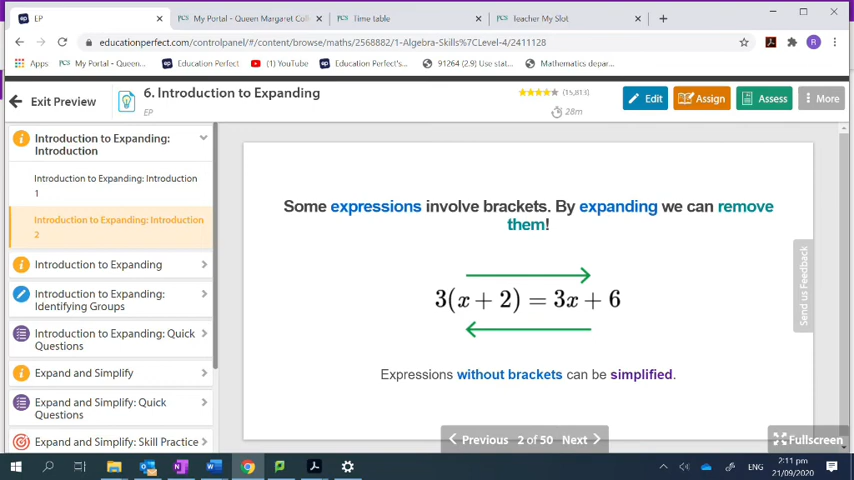 EP
My Portal - Queen Margaret Coll
Time table
Teacher My Slot
educationperfect.com/controlpanel/#/content/browse/maths/2568882/1-Algebra-Skills%7CLevel-4/2411128
R
Apps
My Portal - Queen...
Education Perfect
(1) YouTube
Education Perfect's...
91264 (2.9) Use stat...
Mathematics depar...
Exit Preview
6. Introduction to Expanding
EP
(15,813)
28m
Edit
Assign
Assess
More
Introduction to Expanding:
Introduction
Introduction to Expanding: Introduction
1
Introduction to Expanding: Introduction
2
Introduction to Expanding
Introduction to Expanding:
Identifying Groups
Introduction to Expanding: Quick
Questions
Expand and Simplify
Expand and Simplify: Quick
Questions
Expand and Simplify: Skill Practice
Some expressions involve brackets. By expanding we can remove
them!
3(x + 2) = 3x + 6
Expressions without brackets can be simplified.
Send us Feedback
Previous 2 of 50 Next
Fullscreen
ENG
2:11 pm
21/09/2020